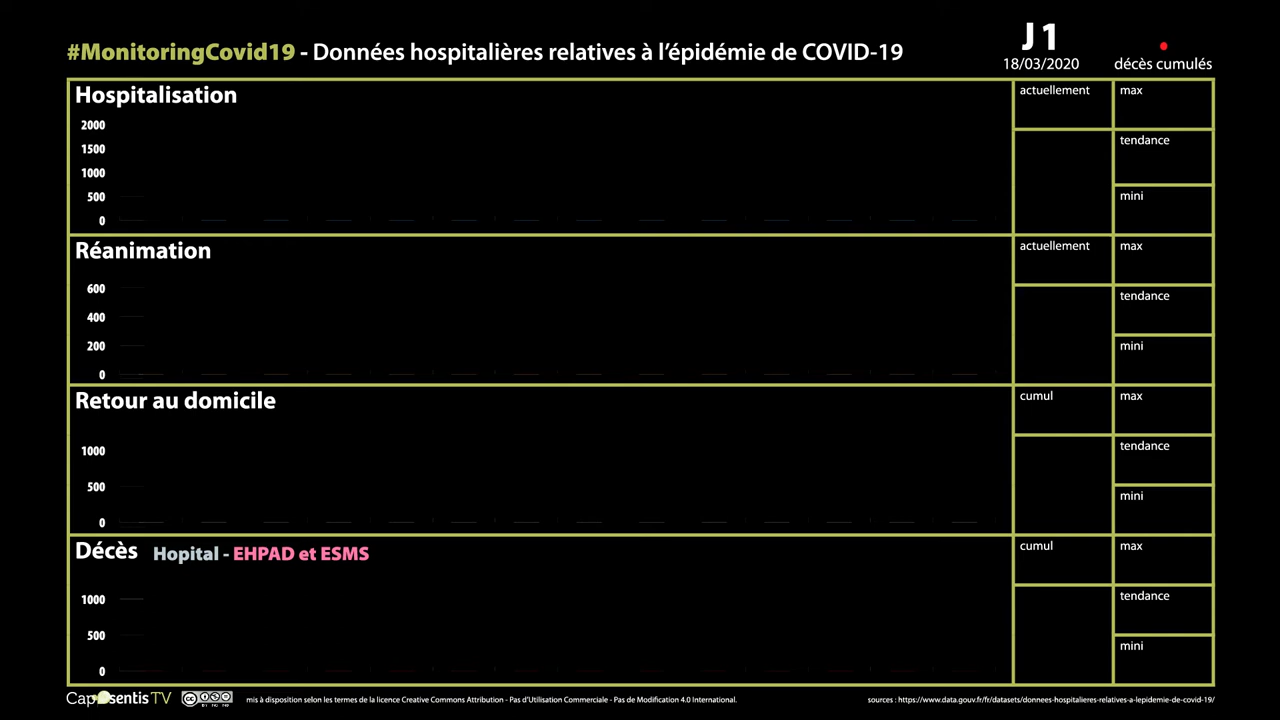 #MonitoringCovid19 - Données hospitalières relatives à l'épidémie de COVID-19
J1
18/03/2020
décès cumulés
Hospitalisation
2000
1500
1000
500
0
actuellement
max
tendance
mini
Réanimation
600
400
200
0
actuellement
max
tendance
mini
Retour au domicile
1000
500
0
cumul
max
tendance
mini
Décès Hopital - EHPAD et ESMS
1000
500
0
cumul
max
tendance
mini
mis à disposition selon les termes de la licence Creative Commons Attribution - Pas d'Utilisation Commerciale - Pas de Modification 4.0 International.
sources : https://www.data.gouv.fr/fr/datasets/donnees-hospitalieres-relatives-a-lepidemie-de-covid-19/